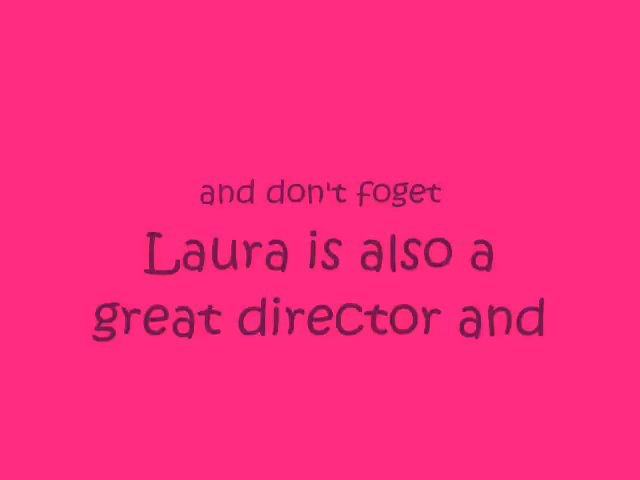 and don't foget
Laura is also a
great director and